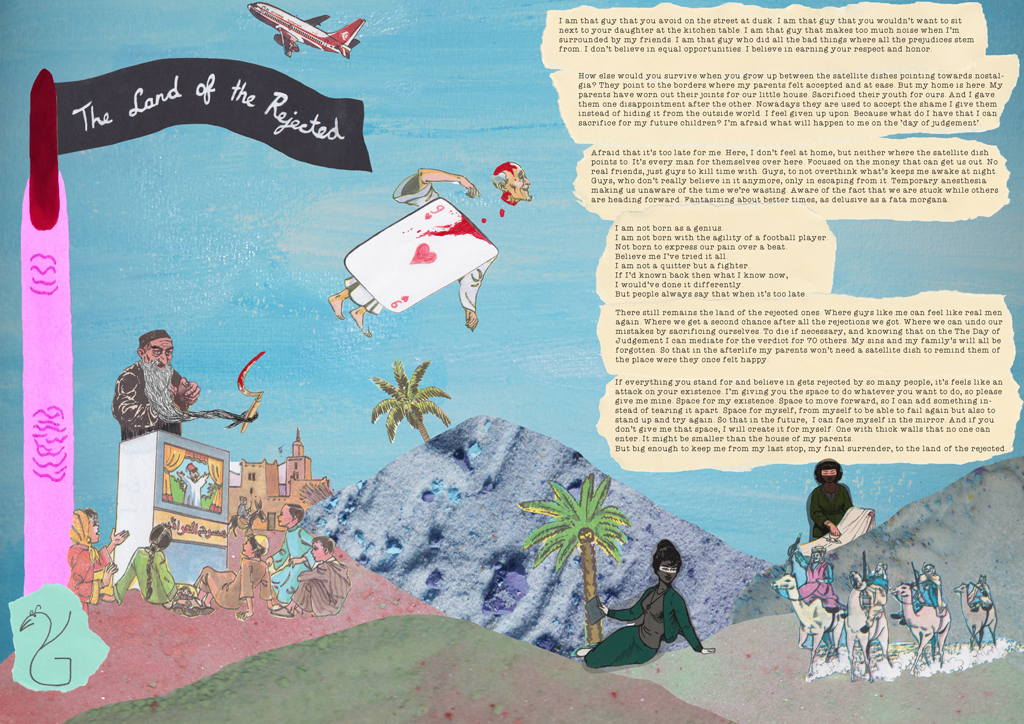 The Land of the Rejected
I am that guy that you avoid on the street at dusk. I am that guy that you wouldn't want to sit
next to your daughter at the kitchen table. I am that guy that makes too much noise when I'm
surrounded by my friends. I am that guy who did all the bad things where all the prejudices stem
from. I don't believe in equal opportunities. I believe in earning your respect and honor.
How else would you survive when you grow up between the satellite dishes pointing towards nostal-
gia? They point to the borders where my parents felt accepted and at ease. But my home is here. My
parents have worn out their joints for our little house. Sacrificed their youth for ours. And I gave
them one disappointment after the other. Nowadays they are used to accept the shame I give them
instead of hiding it from the outside world. I feel given up upon. Because what do I have that I can
sacrifice for my future children? I'm afraid what will happen to me on the 'day of judgement'.
Afraid that it's too late for me. Here, I don't feel at home, but neither where the satellite dish
points to. It's every man for themselves over here. Focused on the money that can get us out. No
real friends, just guys to kill time with. Guys, to not overthink what's keeps me awake at night.
Guys, who don't really believe in it anymore, only in escaping from it. Temporary anesthesia
making us unaware of the time we're wasting. Aware of the fact that we are stuck while others
are heading forward. Fantasising about better times, as delusive as a fata morgana.
I am not born as a genius.
I am not born with the agility of a football player.
Not born to express our pain over a beat.
Believe me I've tried it all.
I am not a quitter but a fighter.
If I'd known back then what I know now,
I would've done it differently.
But people always say that when it's too late.
There still remains the land of the rejected ones. Where guys like me can feel like real men
again. Where we get a second chance after all the rejections we got. Where we can undo our
mistakes by sacrificing ourselves. To die if necessary, and knowing that on the The Day of
Judgement I can mediate for the verdict for 70 others. My sins and my family's will all be
forgotten. So that in the afterlife my parents won't need a satellite dish to remind them of
the place were they once felt happy.
If everything you stand for and believe in gets rejected by so many people, it's feels like an
attack on your existence. I'm giving you the space to do whatever you want to do, so please
give me mine. Space for my existence. Space to move forward, so I can add something in-
stead of tearing it apart. Space for myself, from myself to be able to fail again but also to
stand up and try again. So that in the future, I can face myself in the mirror. And if you
don't give me that space, I will create it for myself. One with thick walls that no one can
enter. It might be smaller than the house of my parents.
But big enough to keep me from my last stop, my final surrender, to the land of the rejected.
9
6
مسرح العرائس